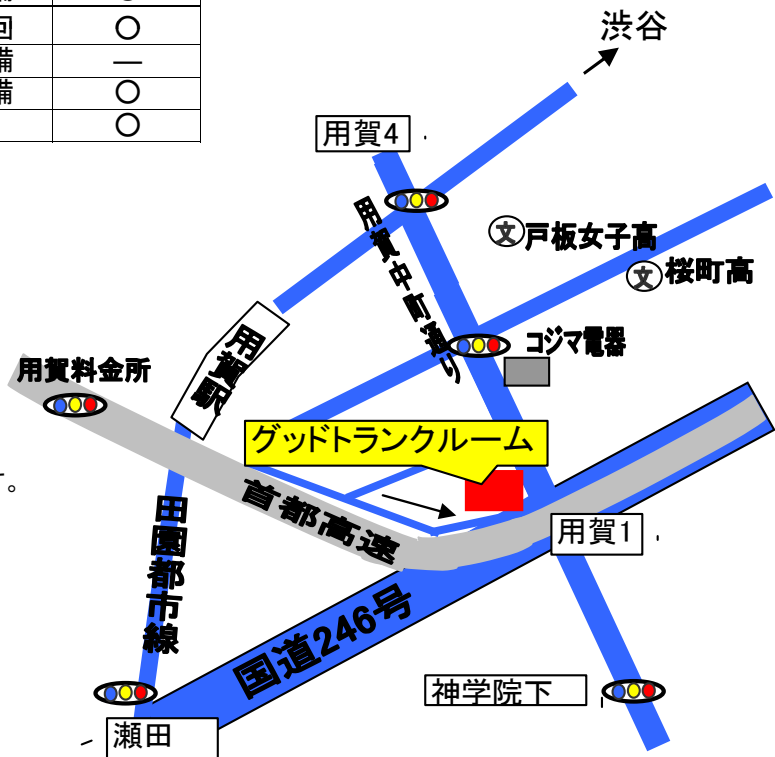 回 ○
備 —
備 ○
○
渋谷
用賀4
用賀中町通り
文 戸板女子高
文 桜町高
コジマ電器
用賀駅
用賀料金所
グッドトランクルーム
首都高速
す。
用賀1
田園都市線
国道246号
神学院下
瀬田